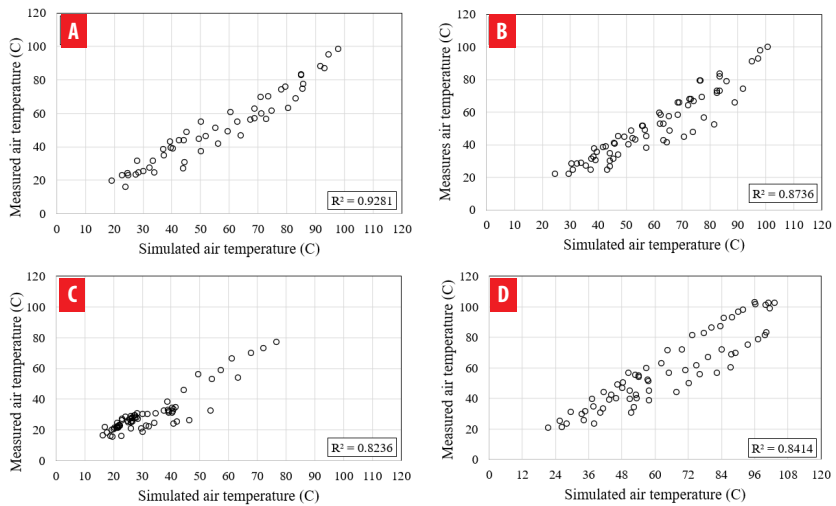 A
Measured air temperature (C)
120
100
80
60
40
20
0
R² = 0.9281
0 10 20 30 40 50 60 70 80 90 100 110 120
Simulated air temperature (C)
B
Measures air temperature (C)
120
100
80
60
40
20
0
R² = 0.8736
0 10 20 30 40 50 60 70 80 90 100 110 120
Simulated air temperature (C)
C
Measured air temperature (C)
120
100
80
60
40
20
0
R² = 0.8236
0 10 20 30 40 50 60 70 80 90 100 110 120
Simulated air temperature (C)
D
Measured air temperature (C)
120
100
80
60
40
20
0
R² = 0.8414
0 12 24 36 48 60 72 84 96 108 120
Simulated air temperature (C)